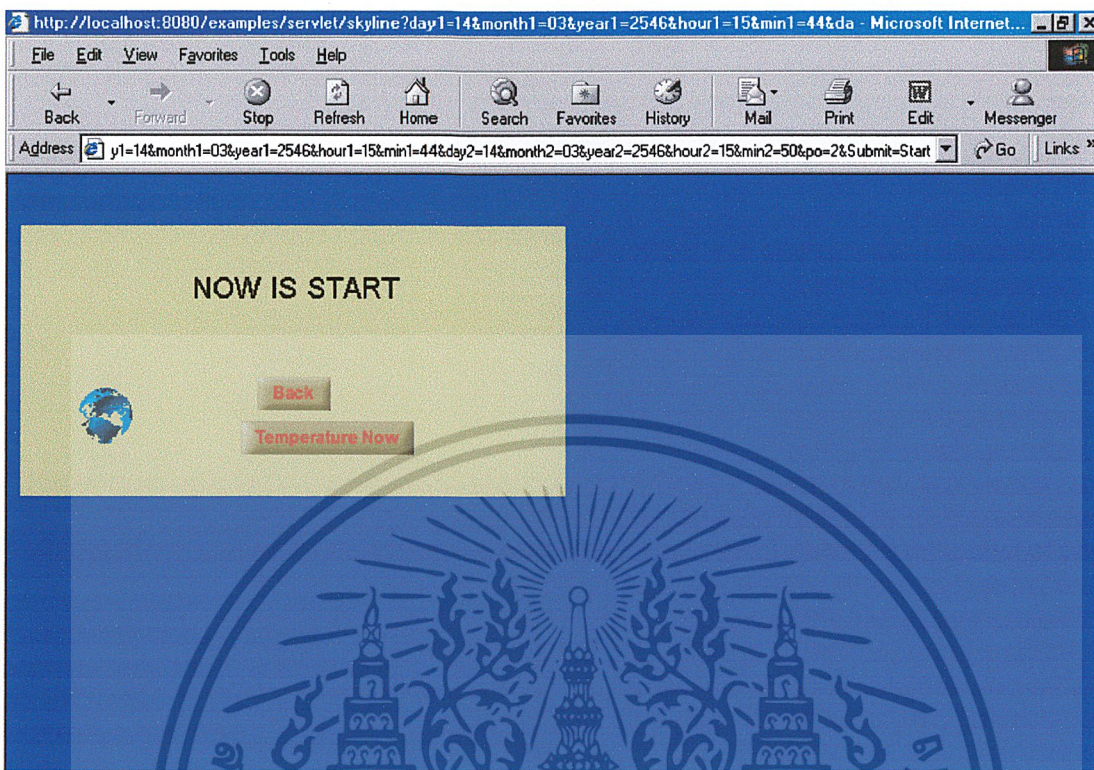 http://localhost:8080/examples/servlet/skyline?day1=14&month1=03&year1=2546&hour1=15&min1=44&da - Microsoft Internet...
File Edit View Favorites Tools Help
Back Forward Stop Refresh Home Search Favorites History Mail Print Edit Messenger
Address y1=14&month1=03&year1=2546&hour1=15&min1=44&day2=14&month2=03&year2=2546&hour2=15&min2=50&po=2&Submit=Start Go Links »
NOW IS START
Back
Temperature Now